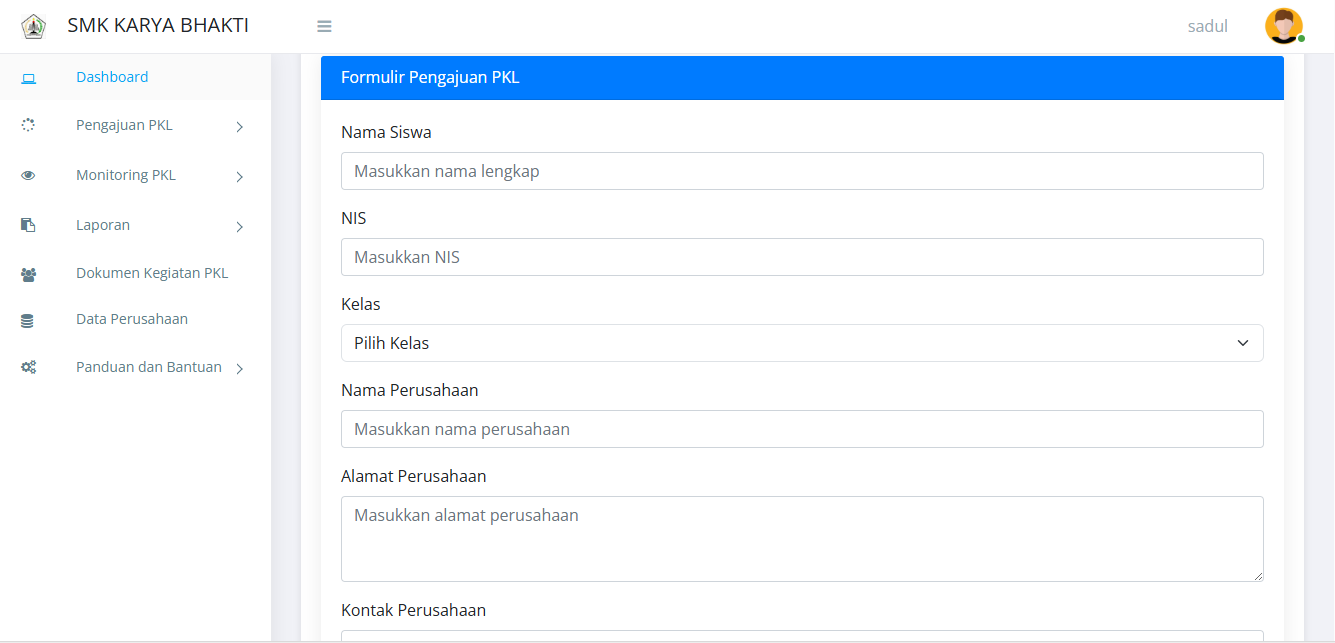 SMK KARYA BHAKTI
sadul
Dashboard
Pengajuan PKL
Monitoring PKL
Laporan
Dokumen Kegiatan PKL
Data Perusahaan
Panduan dan Bantuan
Formulir Pengajuan PKL
Nama Siswa
Masukkan nama lengkap
NIS
Masukkan NIS
Kelas
Pilih Kelas
Nama Perusahaan
Masukkan nama perusahaan
Alamat Perusahaan
Masukkan alamat perusahaan
Kontak Perusahaan